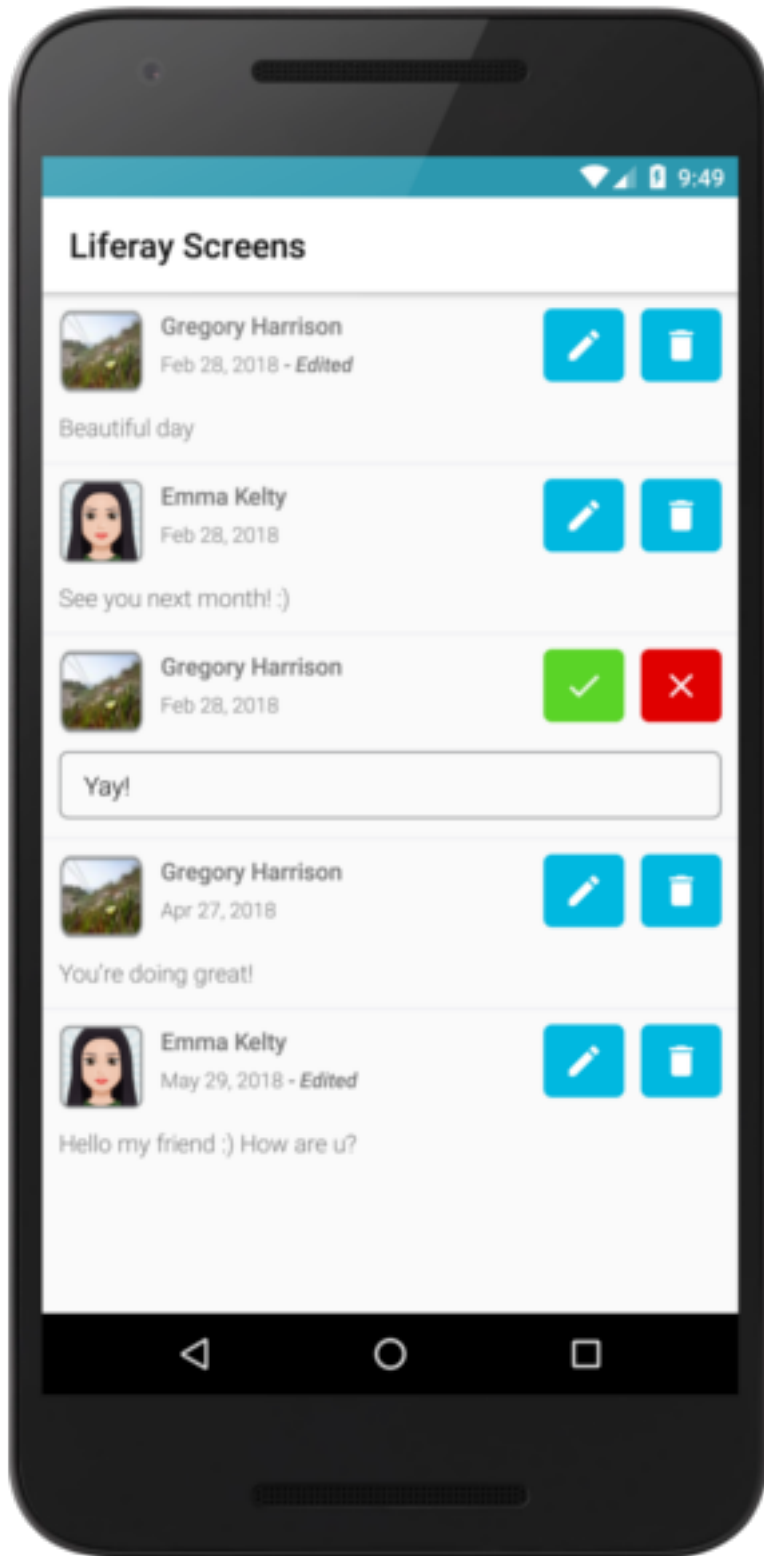 9:49
Liferay Screens
Gregory Harrison
Feb 28, 2018 - Edited
Beautiful day
Emma Kelty
Feb 28, 2018
See you next month! :)
Gregory Harrison
Feb 28, 2018
Yay!
Gregory Harrison
Apr 27, 2018
You're doing great!
Emma Kelty
May 29, 2018 - Edited
Hello my friend :) How are u?